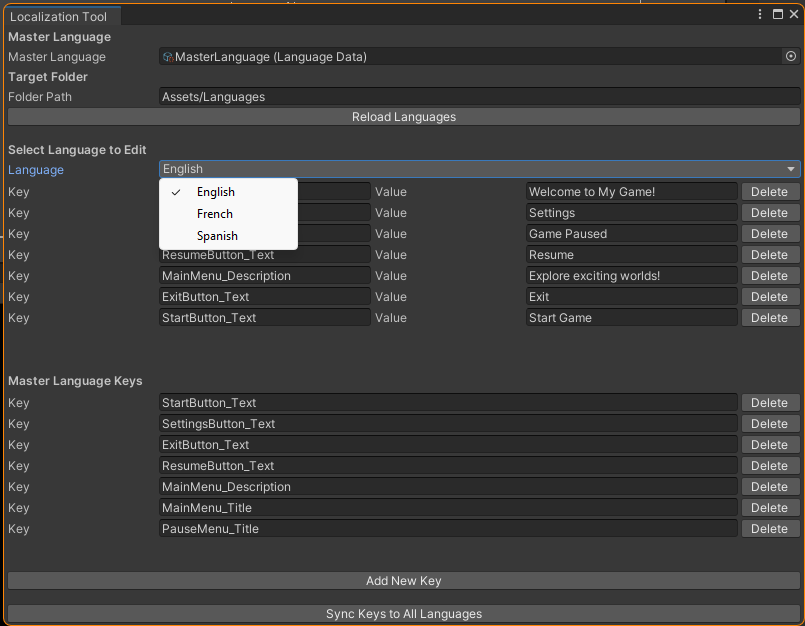 Localization Tool
Master Language
Master Language MasterLanguage (Language Data)
Target Folder
Folder Path Assets/Languages
Reload Languages
Select Language to Edit
Language English
Key English Value Welcome to My Game! Delete
Key French Value Settings Delete
Key Spanish Value Game Paused Delete
Key ResumeButton_Text Value Resume Delete
Key MainMenu_Description Value Explore exciting worlds! Delete
Key ExitButton_Text Value Exit Delete
Key StartButton_Text Value Start Game Delete
Master Language Keys
Key StartButton_Text Delete
Key SettingsButton_Text Delete
Key ExitButton_Text Delete
Key ResumeButton_Text Delete
Key MainMenu_Description Delete
Key MainMenu_Title Delete
Key PauseMenu_Title Delete
Add New Key
Sync Keys to All Languages